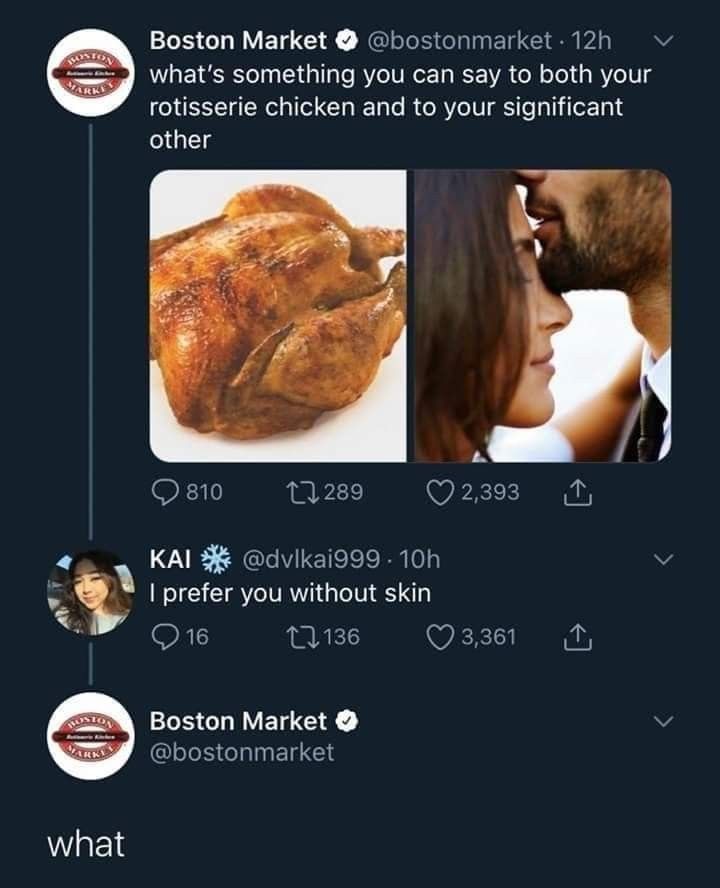 Boston Market @bostonmarket · 12h
what's something you can say to both your
rotisserie chicken and to your significant
other
BOSTON
Rotisserie Kitchen
MARKET
810 289 2,393
KAI @dvlkai999 · 10h
I prefer you without skin
16 136 3,361
Boston Market
@bostonmarket
BOSTON
Rotisserie Kitchen
MARKET
what